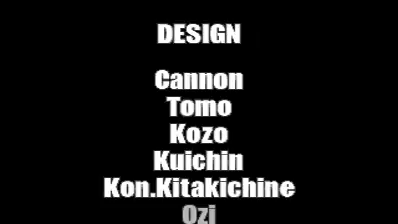 DESIGN
Cannon
Tomo
Kozo
Kuichin
Kon.Kitakichine
Ozi